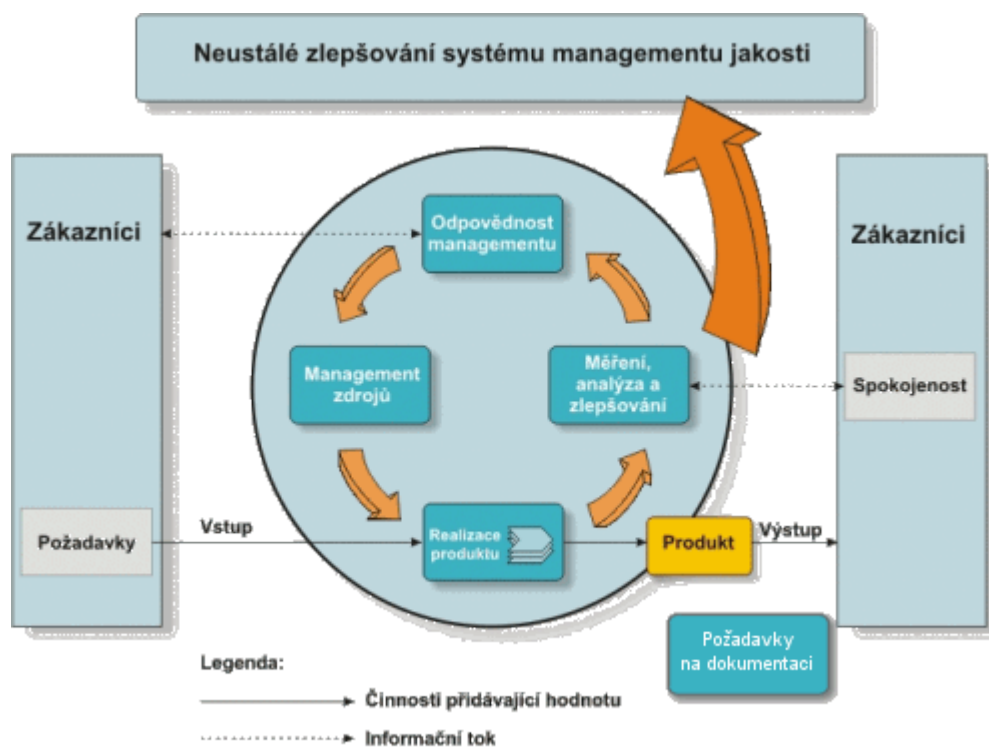 Neustálé zlepšování systému managementu jakosti
Zákazníci
Odpovědnost
managementu
Zákazníci
Management
zdrojů
Měření,
analýza a
zlepšování
Spokojenost
Požadavky
Vstup
Realizace
produktu
Produkt
Výstup
Požadavky
na dokumentaci
Legenda:
Činnosti přidávající hodnotu
Informační tok